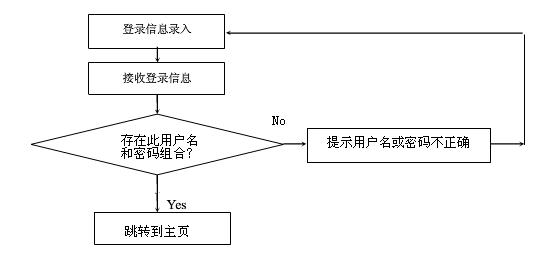 登录信息录入
接收登录信息
No
存在此用户名
和密码组合?
提示用户名或密码不正确
Yes
跳转到主页